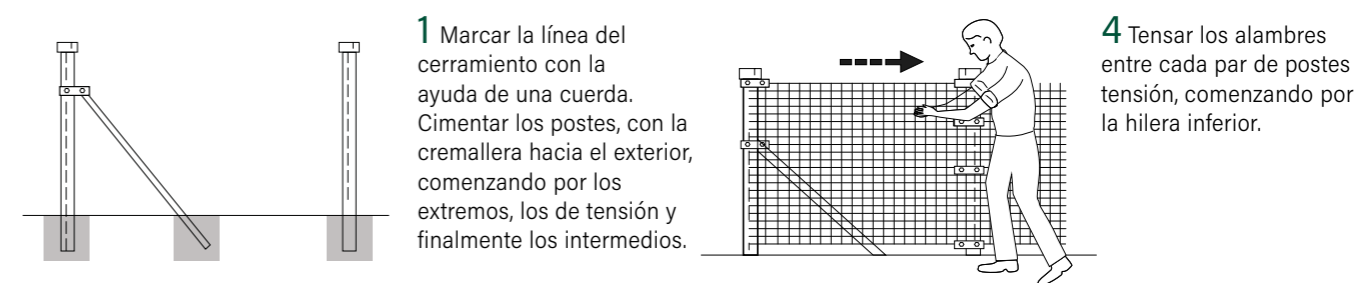 1 Marcar la línea del
cerramiento con la
ayuda de una cuerda.
Cimentar los postes, con la
cremallera hacia el exterior,
comenzando por los
extremos, los de tensión y
finalmente los intermedios.
4 Tensar los alambres
entre cada par de postes
tensión, comenzando por
la hilera inferior.